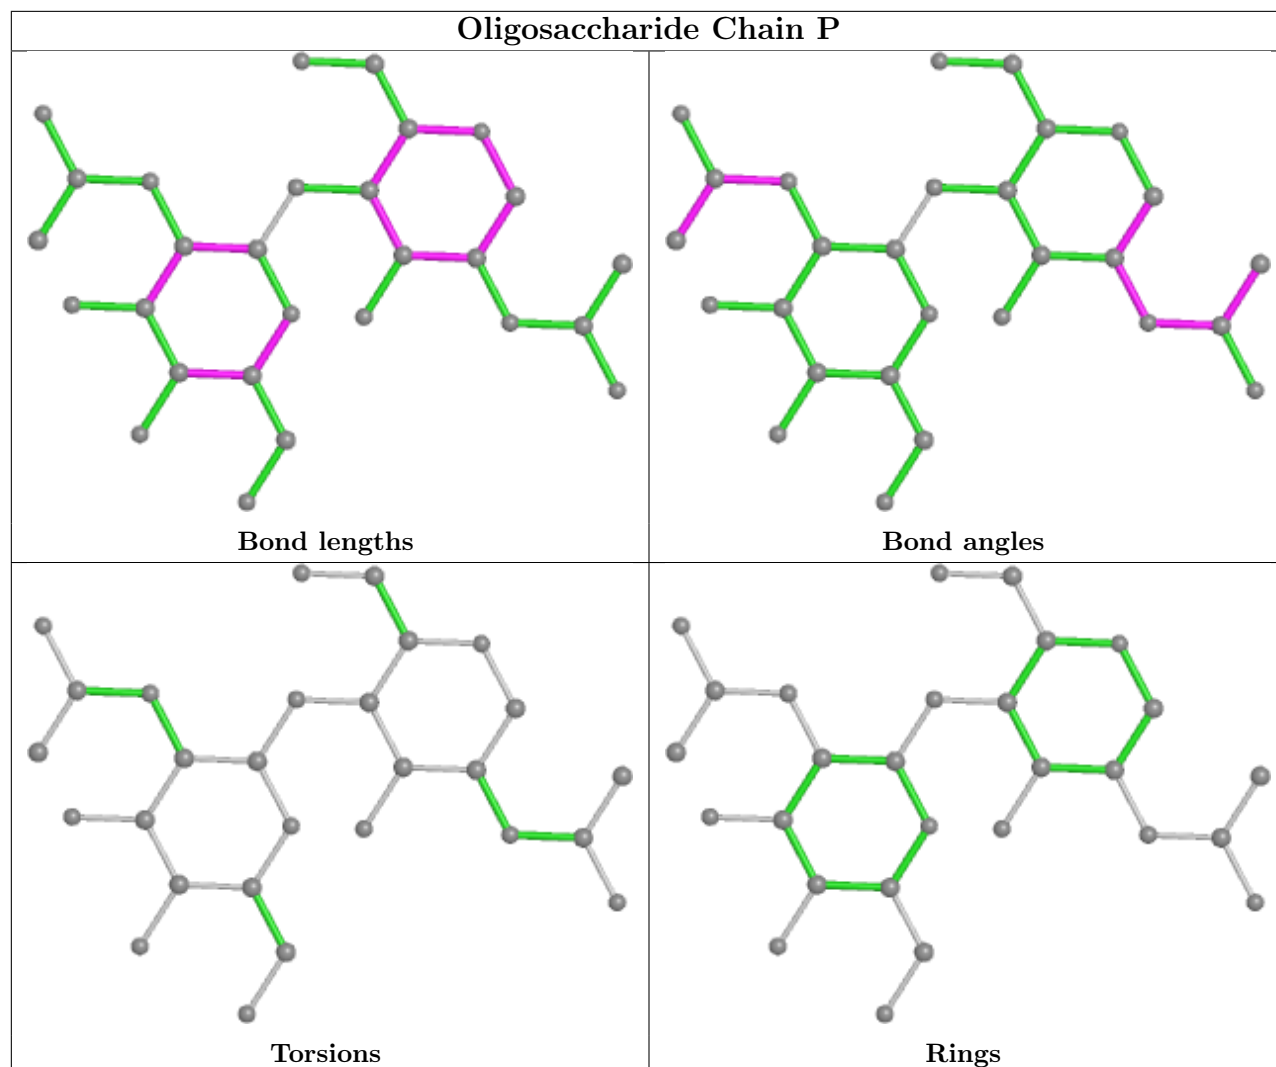 Oligosaccharide Chain P
Bond lengths
Bond angles
Torsions
Rings